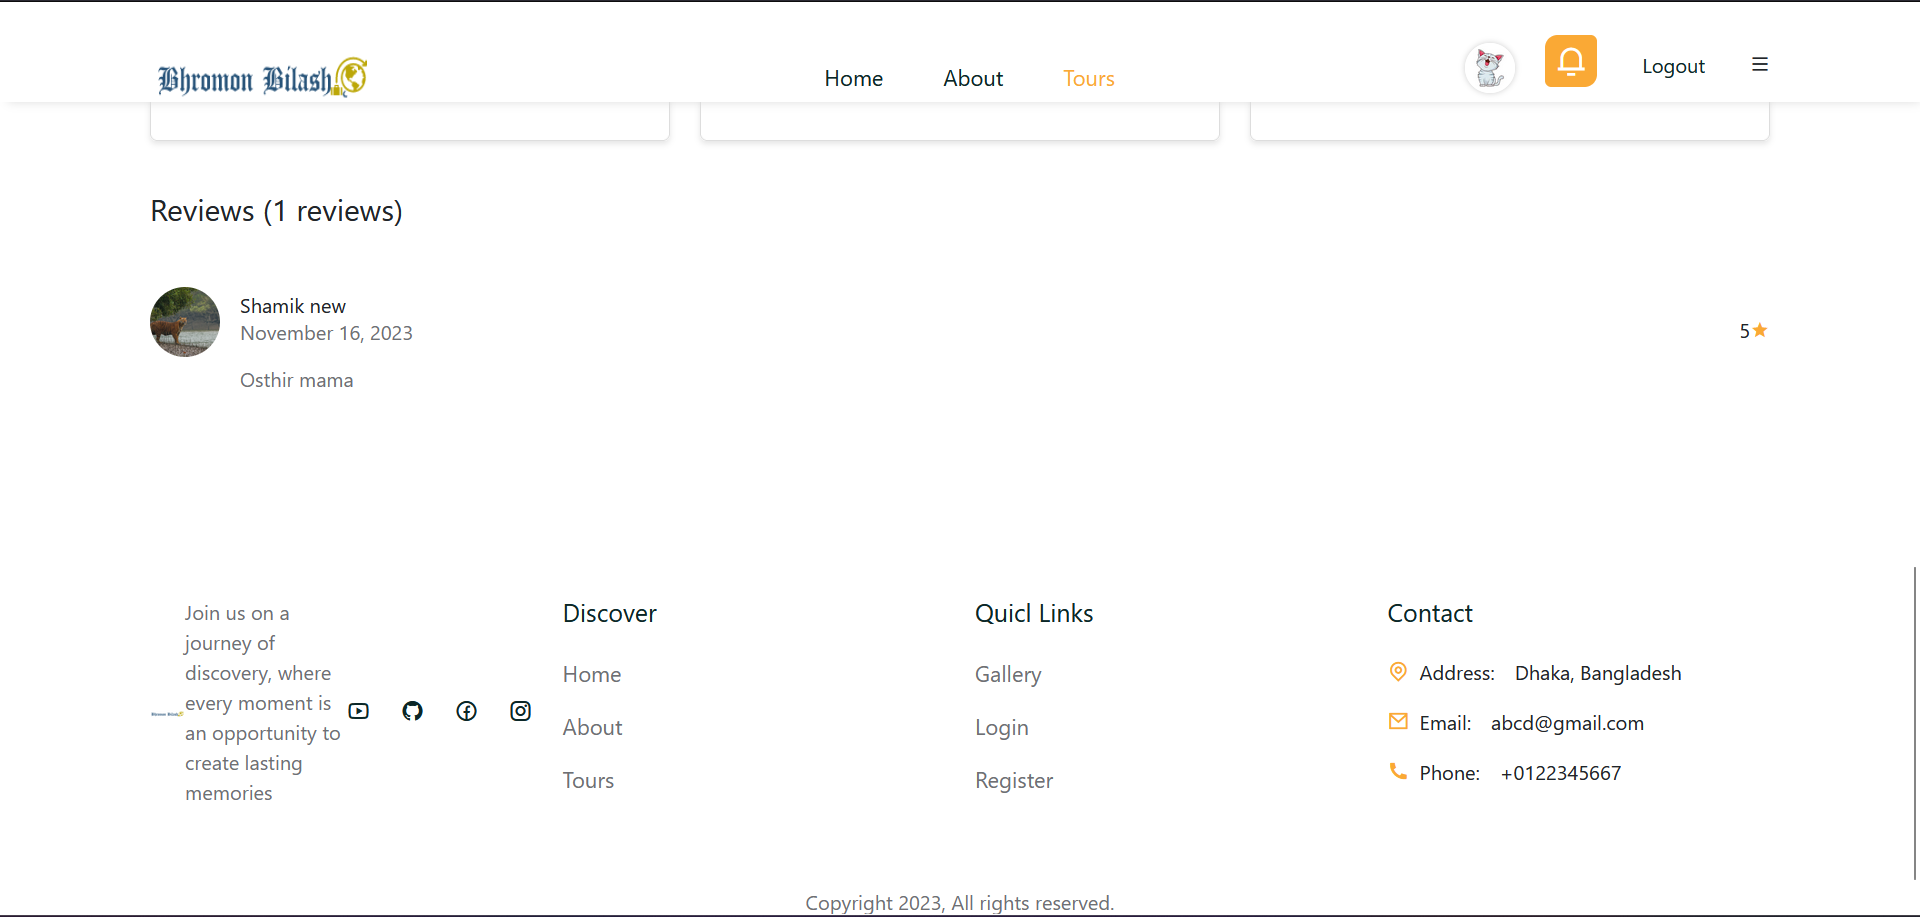 Bhromon Bilash
Home About Tours
Logout
Reviews (1 reviews)
Shamik new
November 16, 2023
5
Osthir mama
Bhromon Bilash
Join us on a
journey of
discovery, where
every moment is
an opportunity to
create lasting
memories
Discover
Home
About
Tours
Quicl Links
Gallery
Login
Register
Contact
Address: Dhaka, Bangladesh
Email: abcd@gmail.com
Phone: +0122345667
Copyright 2023, All rights reserved.